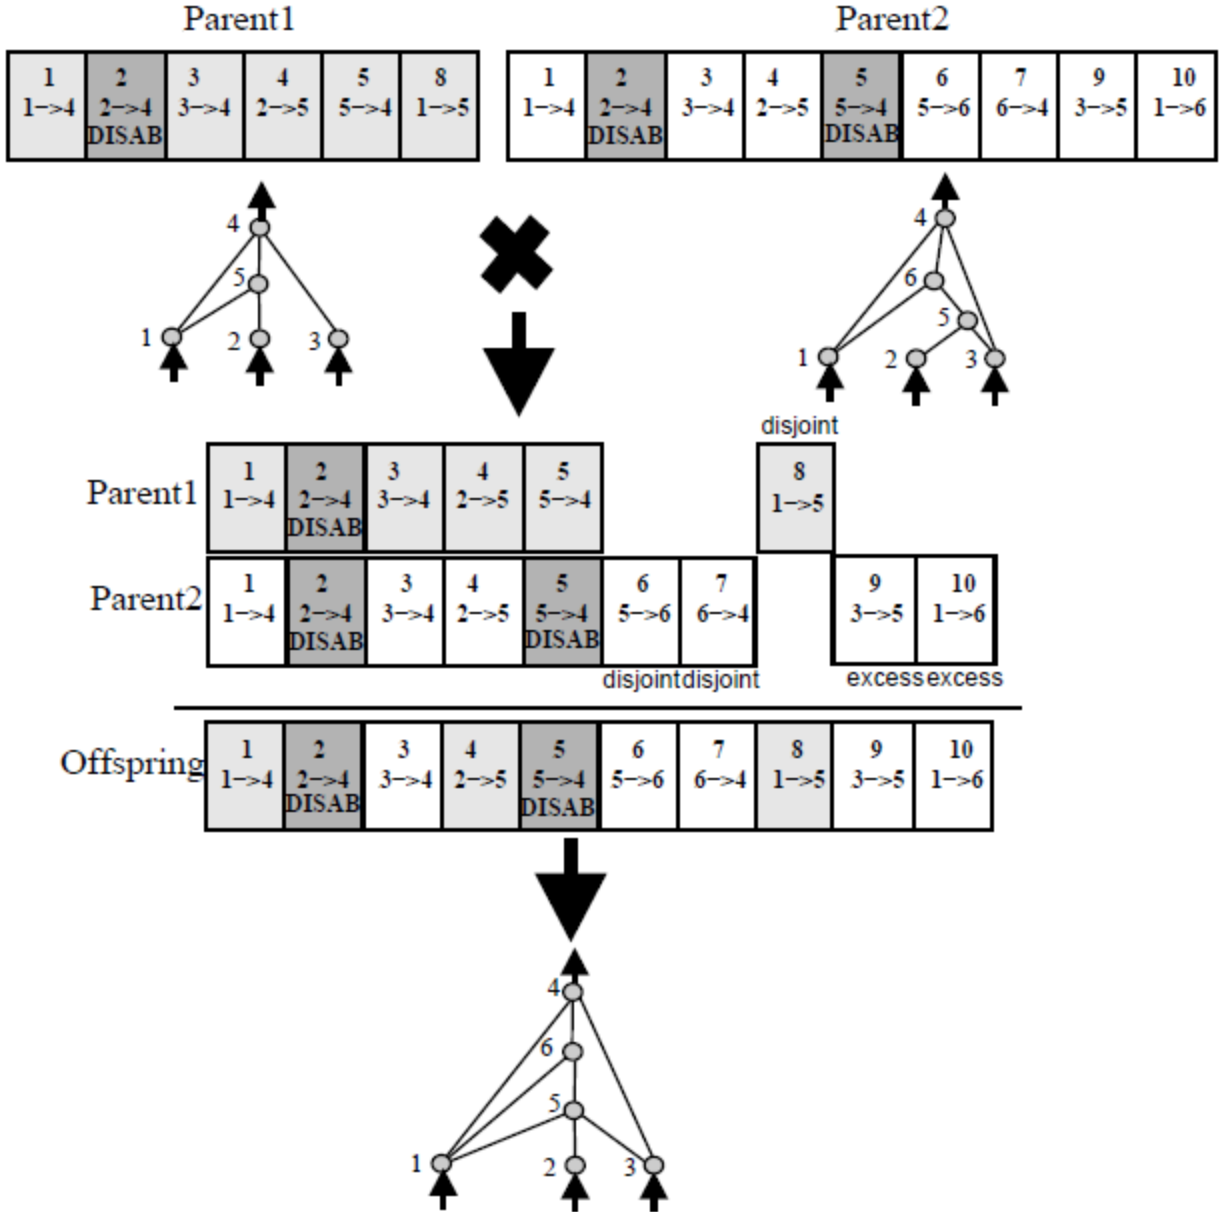 Parent1 Parent2
1 2 3 4 5 8 1 2 3 4 5 6 7 9 10
1->4 2->4 3->4 2->5 5->4 1->5 1->4 2->4 3->4 2->5 5->4 5->6 6->4 3->5 1->6
DISAB DISAB DISAB
4 4
5 6
5
1 2 3 1 2 3
disjoint
Parent1 1 2 3 4 5 8
1->4 2->4 3->4 2->5 5->4 1->5
DISAB
Parent2 1 2 3 4 5 6 7 9 10
1->4 2->4 3->4 2->5 5->4 5->6 6->4 3->5 1->6
DISAB DISAB
disjoint disjoint excess excess
Offspring 1 2 3 4 5 6 7 8 9 10
1->4 2->4 3->4 2->5 5->4 5->6 6->4 1->5 3->5 1->6
DISAB DISAB
4
6
5
1 2 3